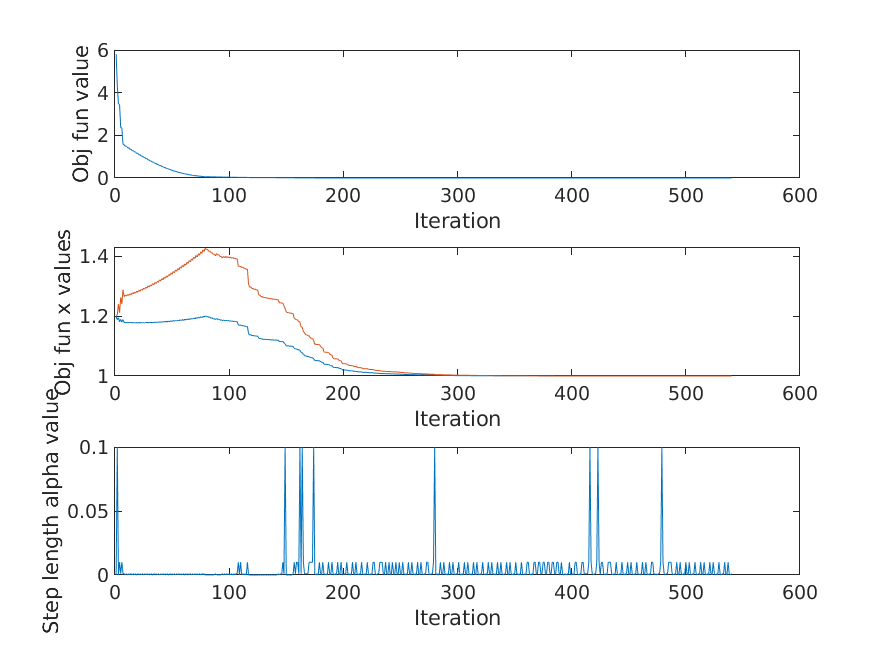 Obj fun value
6
4
2
0
0 100 200 300 400 500 600
Iteration
Obj fun x values
1.4
1.2
1
0 100 200 300 400 500 600
Iteration
Step length alpha value
0.1
0.05
0
0 100 200 300 400 500 600
Iteration